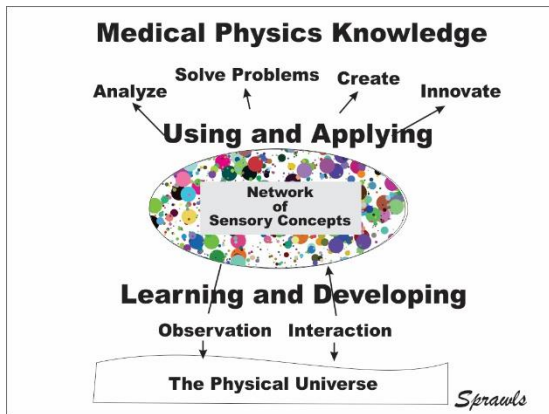 Medical Physics Knowledge
Solve Problems
Create
Analyze
Innovate
Using and Applying
Network
of
Sensory Concepts
Learning and Developing
Observation
Interaction
The Physical Universe
Sprawls